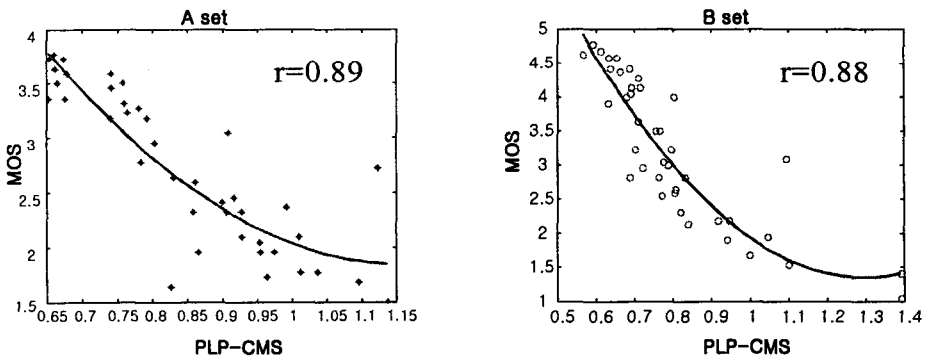 A set
B set
4
3.5
3
2.5
2
1.5
MOS
r=0.89
0.65 0.7 0.75 0.8 0.85 0.9 0.95 1 1.05 1.1 1.15
PLP-CMS
5
4.5
4
3.5
3
2.5
2
1.5
1
MOS
r=0.88
0.5 0.6 0.7 0.8 0.9 1 1.1 1.2 1.3 1.4
PLP-CMS